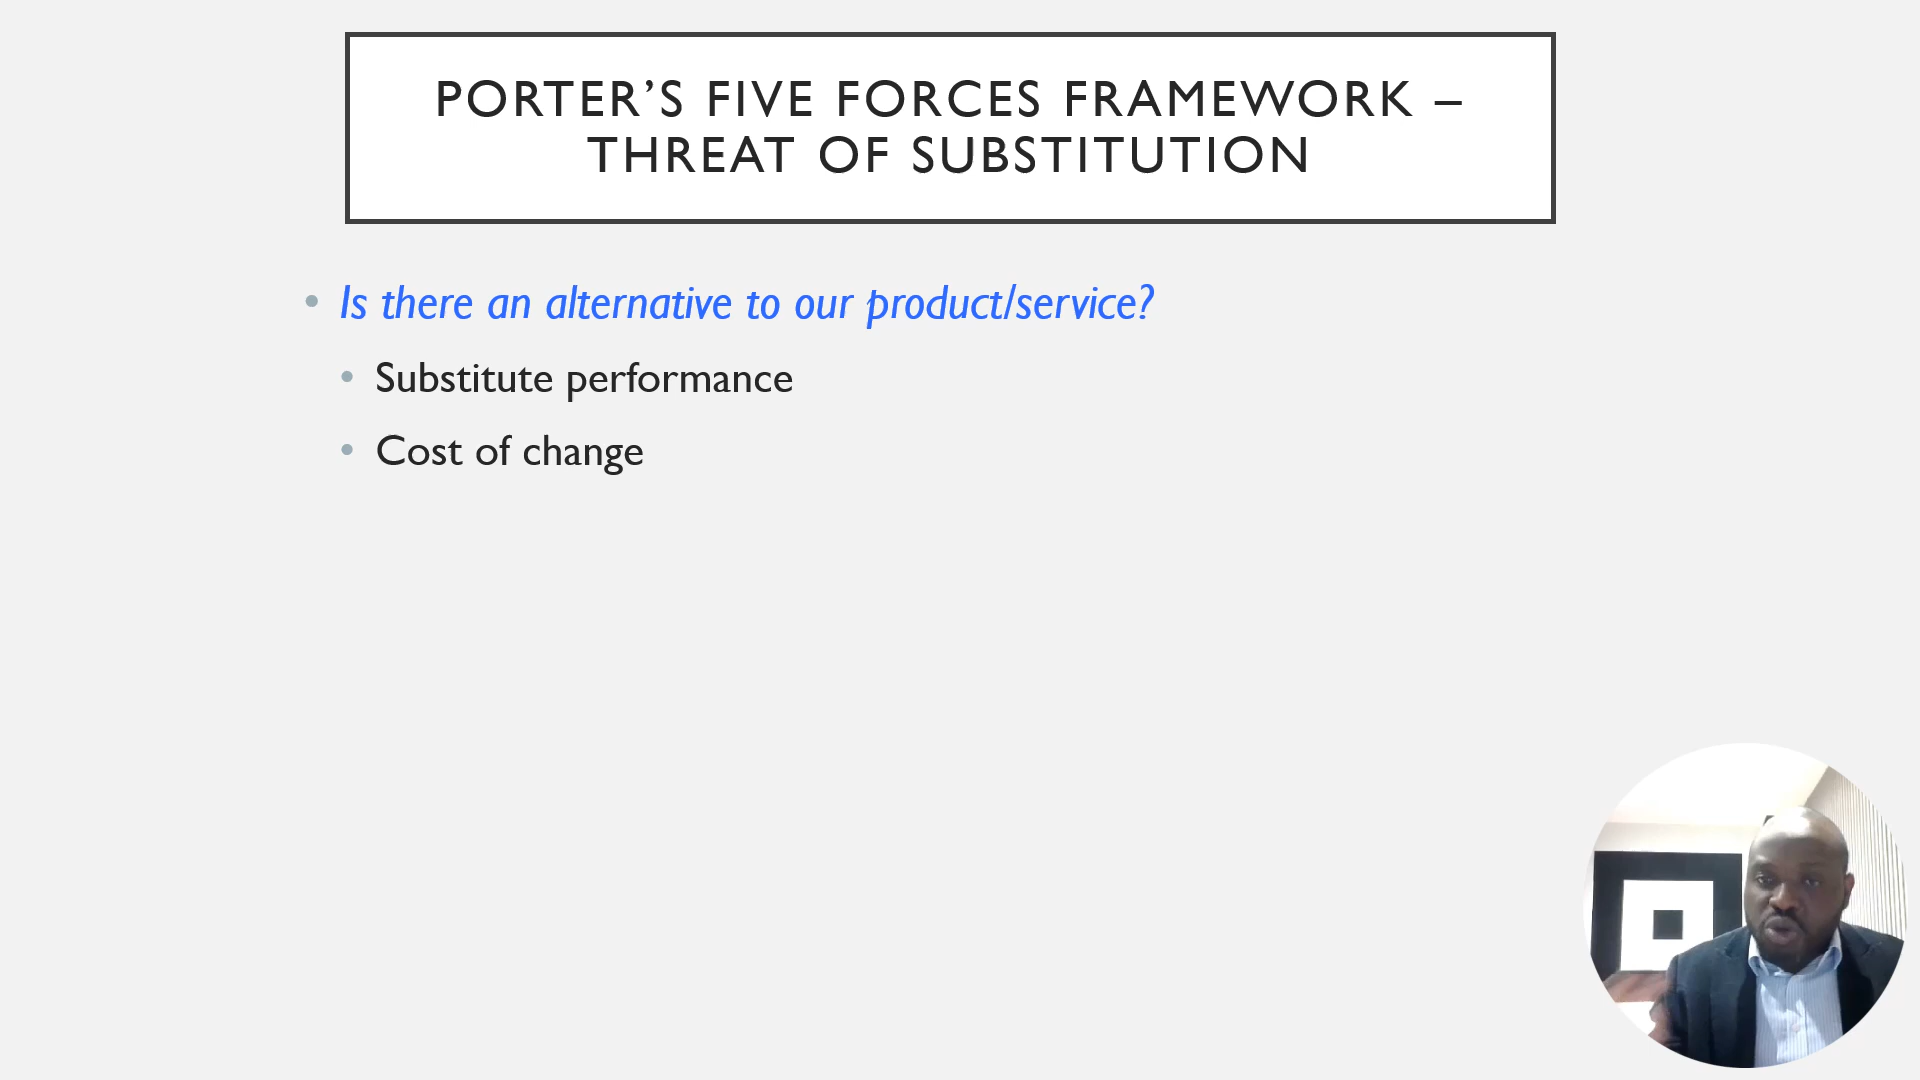 PORTER’S FIVE FORCES FRAMEWORK –
THREAT OF SUBSTITUTION
• Is there an alternative to our product/service?
• Substitute performance
• Cost of change